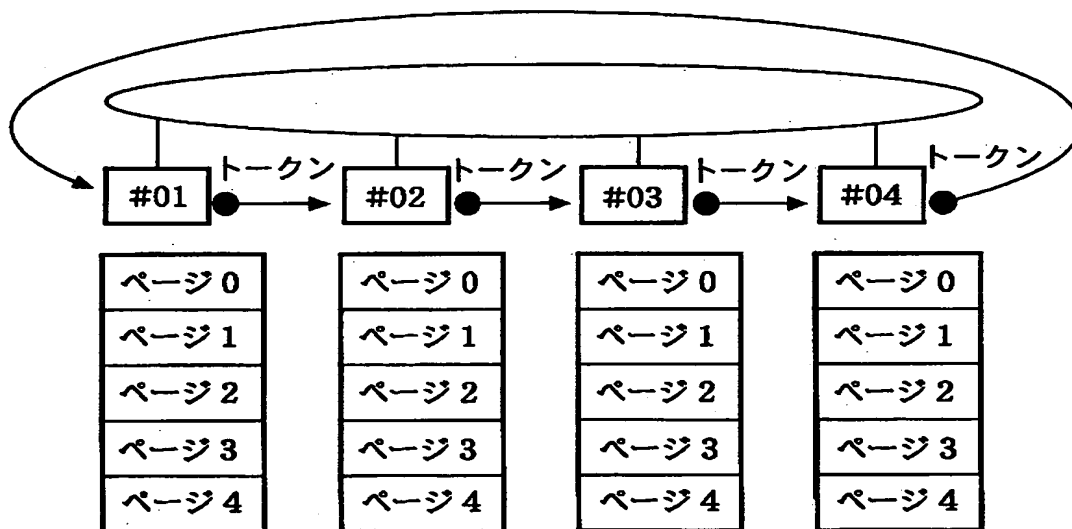 トークン トークン トークン トークン
#01 #02 #03 #04
ページ 0 ページ 0 ページ 0 ページ 0
ページ 1 ページ 1 ページ 1 ページ 1
ページ 2 ページ 2 ページ 2 ページ 2
ページ 3 ページ 3 ページ 3 ページ 3
ページ 4 ページ 4 ページ 4 ページ 4